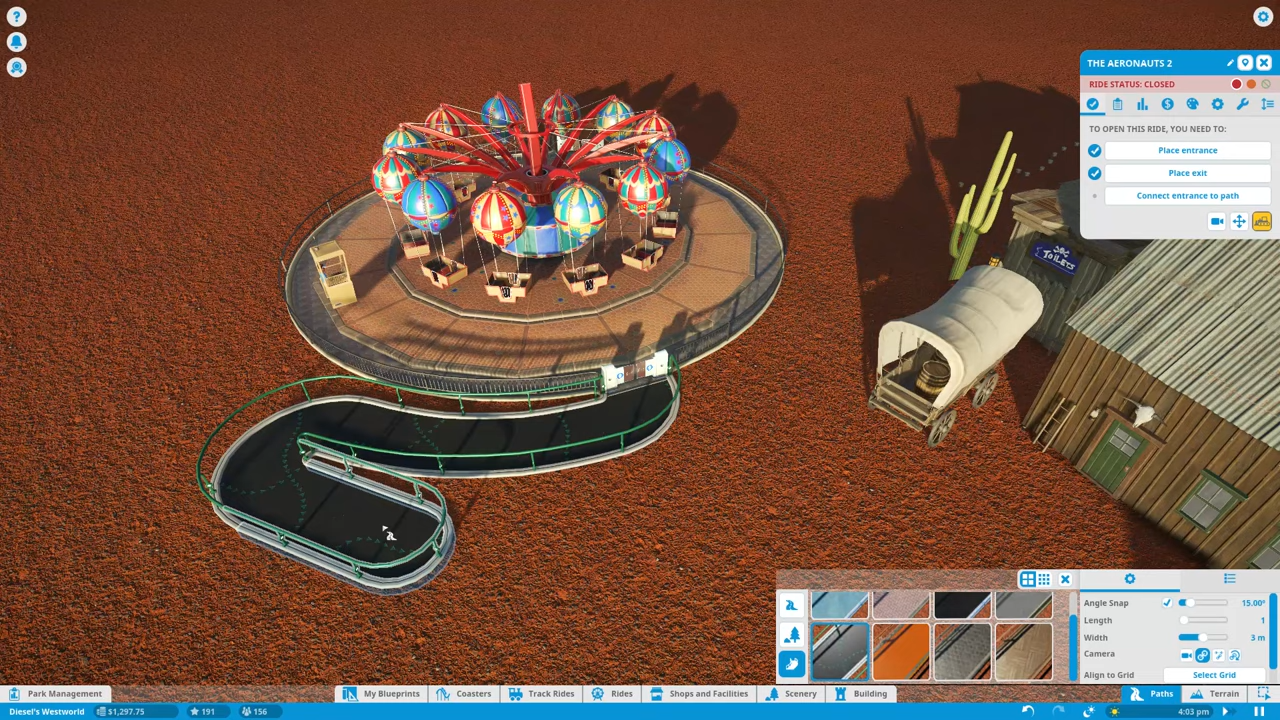 THE AERONAUTS 2
RIDE STATUS: CLOSED
TO OPEN THIS RIDE, YOU NEED TO:
Place entrance
Place exit
Connect entrance to path
TOILETS
Angle Snap 15.00°
Length 1
Width 3 m
Camera
Align to Grid Select Grid
Park Management My Blueprints Coasters Track Rides Rides Shops and Facilities Scenery Building Paths Terrain
Diesel's Westworld $1,297.75 191 156 4:03 pm